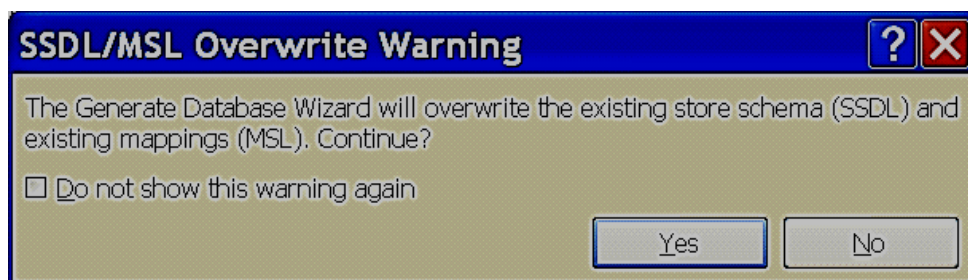 SSDL/MSL Overwrite Warning
The Generate Database Wizard will overwrite the existing store schema (SSDL) and
existing mappings (MSL). Continue?
Do not show this warning again
Yes No